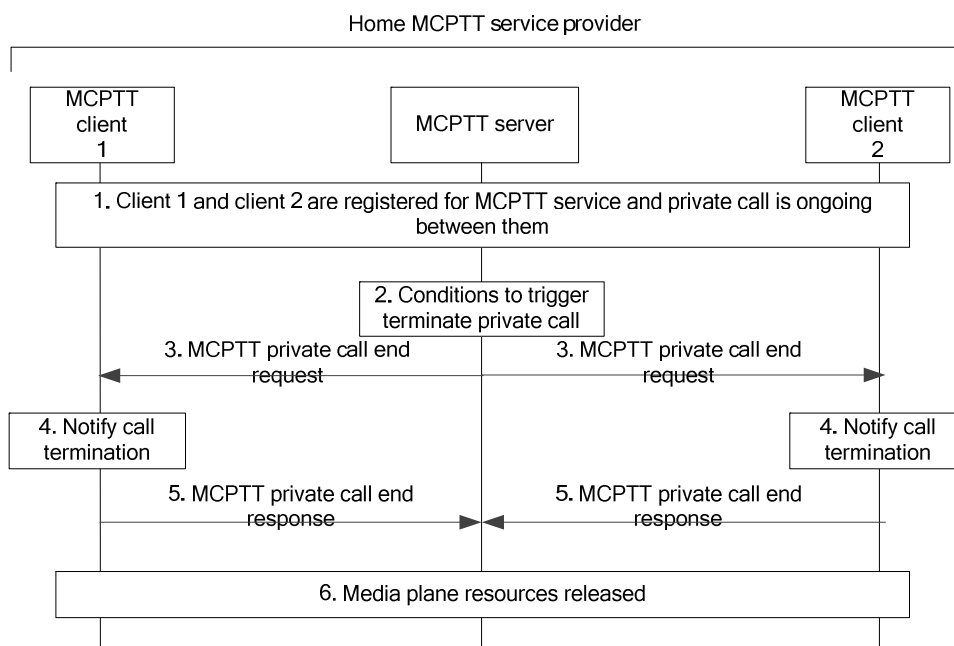 Home MCPTT service provider
MCPTT
client
1
MCPTT server
MCPTT
client
2
1. Client 1 and client 2 are registered for MCPTT service and private call is ongoing
between them
2. Conditions to trigger
terminate private call
3. MCPTT private call end
request
3. MCPTT private call end
request
4. Notify call
termination
4. Notify call
termination
5. MCPTT private call end
response
5. MCPTT private call end
response
6. Media plane resources released